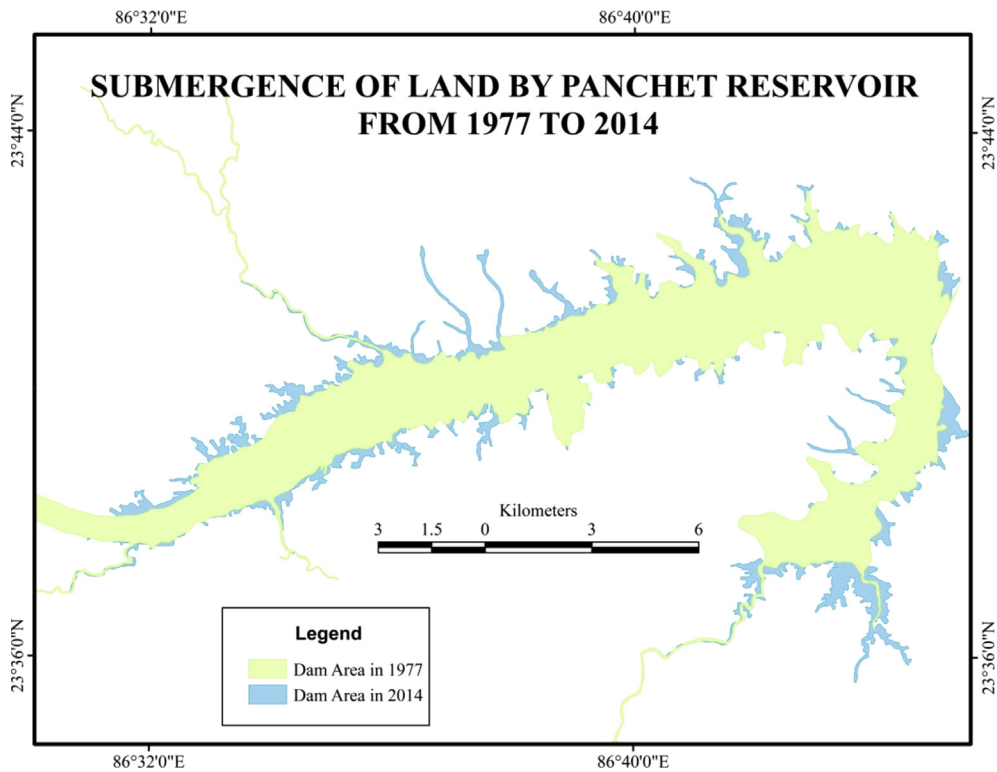 86°32'0"E 86°40'0"E
SUBMERGENCE OF LAND BY PANCHET RESERVOIR
FROM 1977 TO 2014
23°44'0"N 23°44'0"N
Kilometers
3 1.5 0 3 6
Legend
Dam Area in 1977
Dam Area in 2014
23°36'0"N 23°36'0"N
86°32'0"E 86°40'0"E